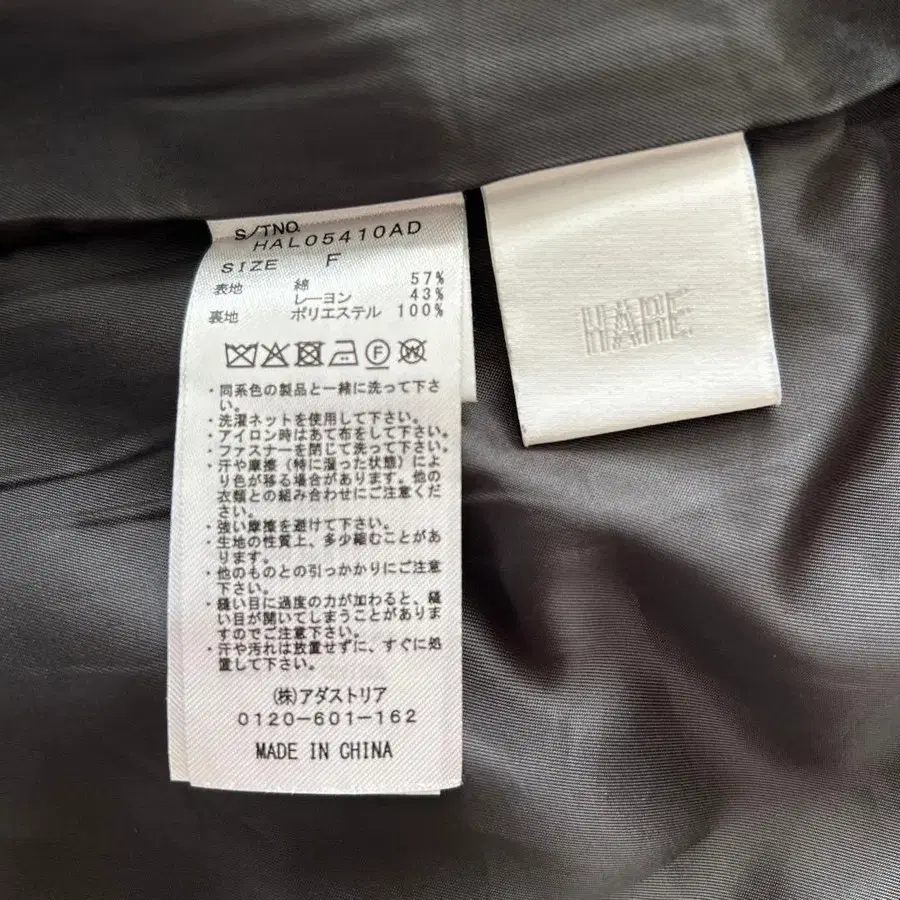 S/TNO.
HAL05410AD
SIZE F
表地 綿 57%
レーヨン 43%
裏地 ポリエステル 100%
F W
・同系色の製品と一緒に洗って下さ
い。
・洗濯ネットを使用して下さい。
・アイロン時はあて布をして下さい。
・ファスナーを閉じて洗って下さい。
・汗や摩擦（特に湿った状態）によ
り色が移る場合があります。他の
衣類との組み合わせにご注意くだ
さい。
・強い摩擦を避けて下さい。
・生地の性質上、多少縮むことがあ
ります。
・他のものとの引っかかりにご注意
下さい。
・縫い目に過度の力が加わると、縫
い目が開いてしまうことがありま
すのでご注意下さい。
・汗や汚れは放置せずに、すぐに処
置して下さい。
(株)アダストリア
0120-601-162
MADE IN CHINA
HARE